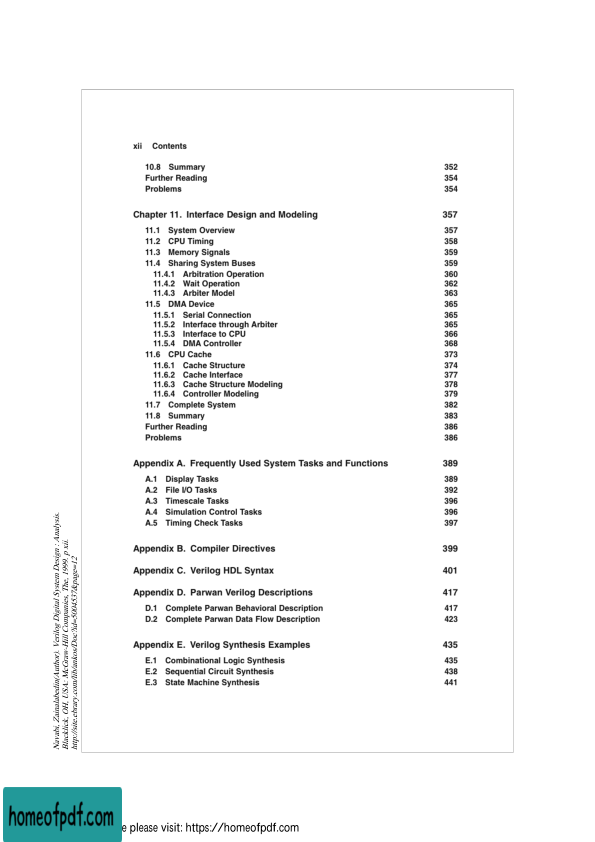 xii Contents
10.8 Summary 352
Further Reading 354
Problems 354
Chapter 11. Interface Design and Modeling 357
11.1 System Overview 357
11.2 CPU Timing 358
11.3 Memory Signals 359
11.4 Sharing System Buses 359
11.4.1 Arbitration Operation 360
11.4.2 Wait Operation 362
11.4.3 Arbiter Model 363
11.5 DMA Device 365
11.5.1 Serial Connection 365
11.5.2 Interface through Arbiter 365
11.5.3 Interface to CPU 366
11.5.4 DMA Controller 368
11.6 CPU Cache 373
11.6.1 Cache Structure 374
11.6.2 Cache Interface 377
11.6.3 Cache Structure Modeling 378
11.6.4 Controller Modeling 379
11.7 Complete System 382
11.8 Summary 383
Further Reading 386
Problems 386
Appendix A. Frequently Used System Tasks and Functions 389
A.1 Display Tasks 389
A.2 File I/O Tasks 392
A.3 Timescale Tasks 396
A.4 Simulation Control Tasks 396
A.5 Timing Check Tasks 397
Appendix B. Compiler Directives 399
Appendix C. Verilog HDL Syntax 401
Appendix D. Parwan Verilog Descriptions 417
D.1 Complete Parwan Behavioral Description 417
D.2 Complete Parwan Data Flow Description 423
Appendix E. Verilog Synthesis Examples 435
E.1 Combinational Logic Synthesis 435
E.2 Sequential Circuit Synthesis 438
E.3 State Machine Synthesis 441
Navabi, Zainalabedin(Author). Verilog Digital System Design : Analysis.
Blacklick, OH, USA: McGraw-Hill Companies, The, 1999. p xii.
http://site.ebrary.com/lib/ankos/Doc?id=5004537&page=12
homeofpdf.com
e please visit: https://homeofpdf.com